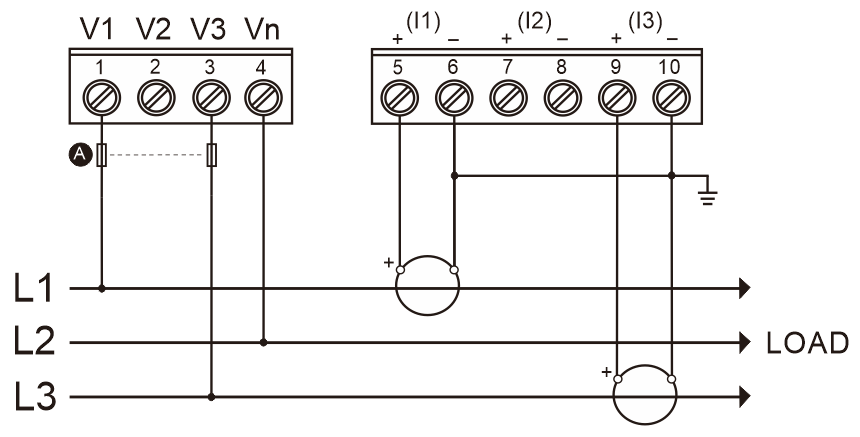 V1 V2 V3 Vn
(I1) (I2) (I3)
+ − + − + −
1 2 3 4 5 6 7 8 9 10
A
+
L1
L2 LOAD
+
L3